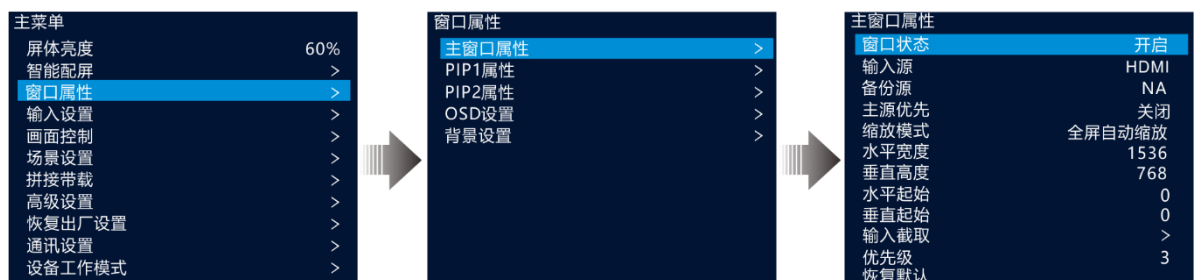 主菜单
屏体亮度 60%
智能配屏 >
窗口属性 >
输入设置 >
画面控制 >
场景设置 >
拼接带载 >
高级设置 >
恢复出厂设置 >
通讯设置 >
设备工作模式 >
窗口属性
主窗口属性 >
PIP1属性 >
PIP2属性 >
OSD设置 >
背景设置 >
主窗口属性
窗口状态 开启
输入源 HDMI
备份源 NA
主源优先 关闭
缩放模式 全屏自动缩放
水平宽度 1536
垂直高度 768
水平起始 0
垂直起始 0
输入截取 >
优先级 3
恢复默认